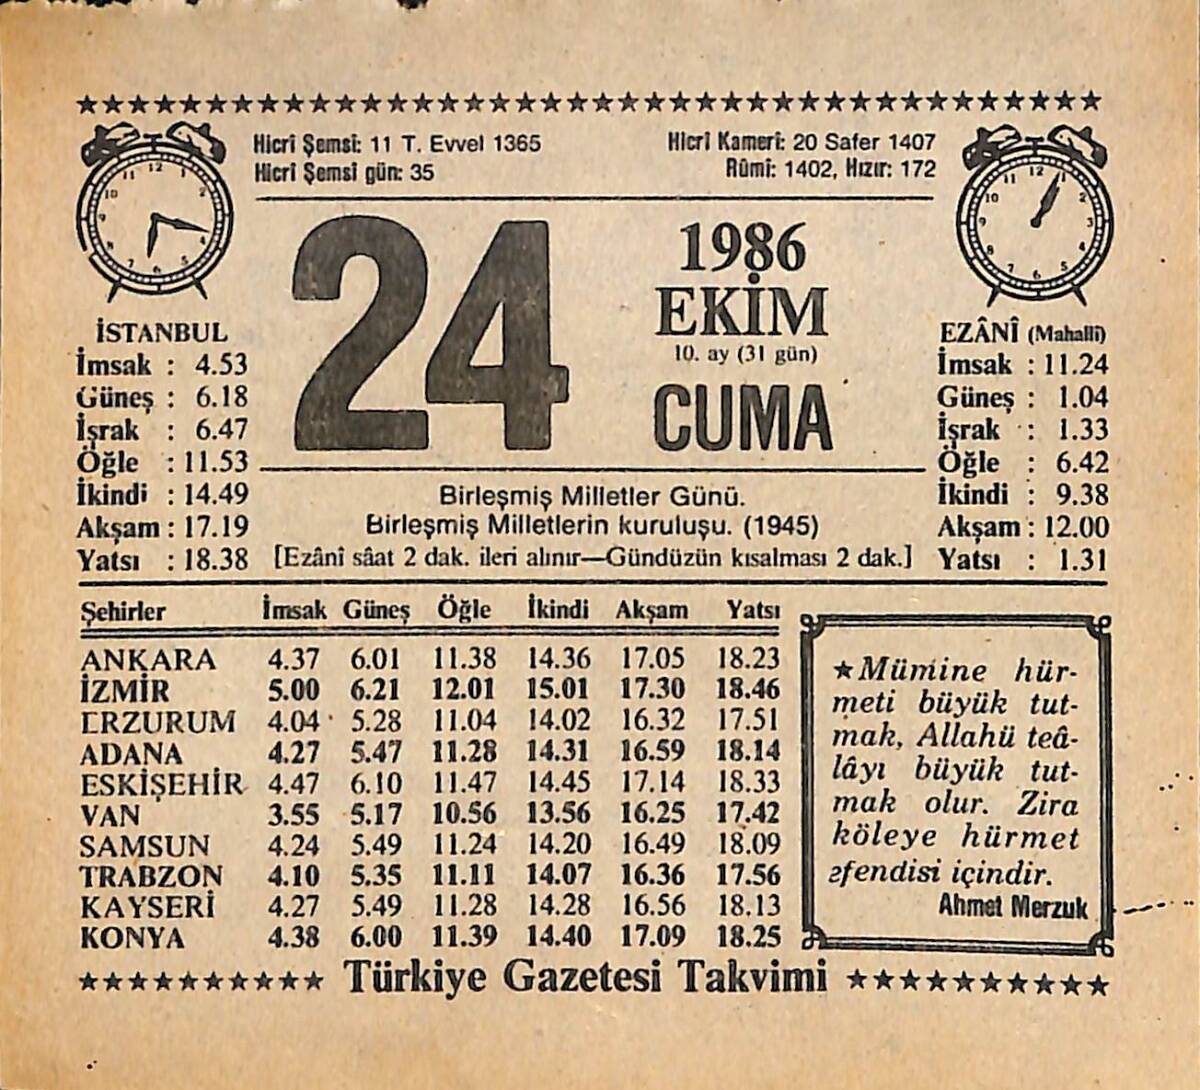 ★★★★★★★★★★★★★★★★★★★★★★★★★★★★★★★★★★★★★★★★
Hicrî Şemsî: 11 T. Evvel 1365
Hicrî Şemsî gün: 35
Hicrî Kamerî: 20 Safer 1407
Rûmî: 1402, Hızır: 172
24
1986
EKİM
10. ay (31 gün)
CUMA
İSTANBUL
İmsak : 4.53
Güneş : 6.18
İşrak : 6.47
Öğle : 11.53
İkindi : 14.49
Akşam : 17.19
Yatsı : 18.38
EZÂNÎ (Mahallî)
İmsak : 11.24
Güneş : 1.04
İşrak : 1.33
Öğle : 6.42
İkindi : 9.38
Akşam : 12.00
Yatsı : 1.31
Birleşmiş Milletler Günü.
Birleşmiş Milletlerin kuruluşu. (1945)
[Ezânî sâat 2 dak. ileri alınır—Gündüzün kısalması 2 dak.]
Şehirler İmsak Güneş Öğle İkindi Akşam Yatsı
ANKARA 4.37 6.01 11.38 14.36 17.05 18.23
İZMİR 5.00 6.21 12.01 15.01 17.30 18.46
ERZURUM 4.04 5.28 11.04 14.02 16.32 17.51
ADANA 4.27 5.47 11.28 14.31 16.59 18.14
ESKİŞEHİR 4.47 6.10 11.47 14.45 17.14 18.33
VAN 3.55 5.17 10.56 13.56 16.25 17.42
SAMSUN 4.24 5.49 11.24 14.20 16.49 18.09
TRABZON 4.10 5.35 11.11 14.07 16.36 17.56
KAYSERİ 4.27 5.49 11.28 14.28 16.56 18.13
KONYA 4.38 6.00 11.39 14.40 17.09 18.25
★Mümine hür-
meti büyük tut-
mak, Allahü teâ-
lâyı büyük tut-
mak olur. Zira
köleye hürmet
efendisi içindir.
Ahmet Merzuk
★★★★★★★★★★ Türkiye Gazetesi Takvimi ★★★★★★★★★★